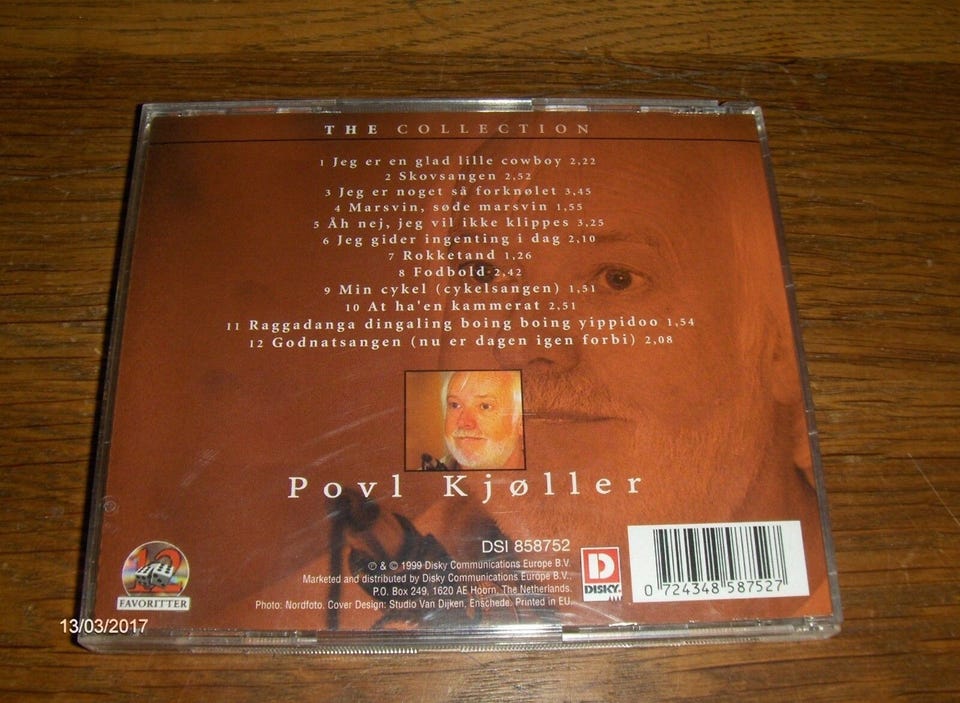 THE COLLECTION
1 Jeg er en glad lille cowboy 2,22
2 Skovsangen 2,52
3 Jeg er noget så forknølet 3,45
4 Marsvin, søde marsvin 1,55
5 Åh nej, jeg vil ikke klippes 3,25
6 Jeg gider ingenting i dag 2,10
7 Rokketand 1,26
8 Fodbold 2,42
9 Min cykel (cykelsangen) 1,51
10 At ha'en kammerat 2,51
11 Raggadanga dingaling boing boing yippidoo 1,54
12 Godnatsangen (nu er dagen igen forbi) 2,08
Povl Kjøller
DSI 858752
℗ & © 1999 Disky Communications Europe B.V.
Marketed and distributed by Disky Communications Europe B.V.,
P.O. Box 249, 1620 AE Hoorn, The Netherlands.
Photo: Nordfoto. Cover Design: Studio Van Dijken, Enschede. Printed in EU.
12
FAVORITTER
D
DISKY
0 724348 587527
13/03/2017